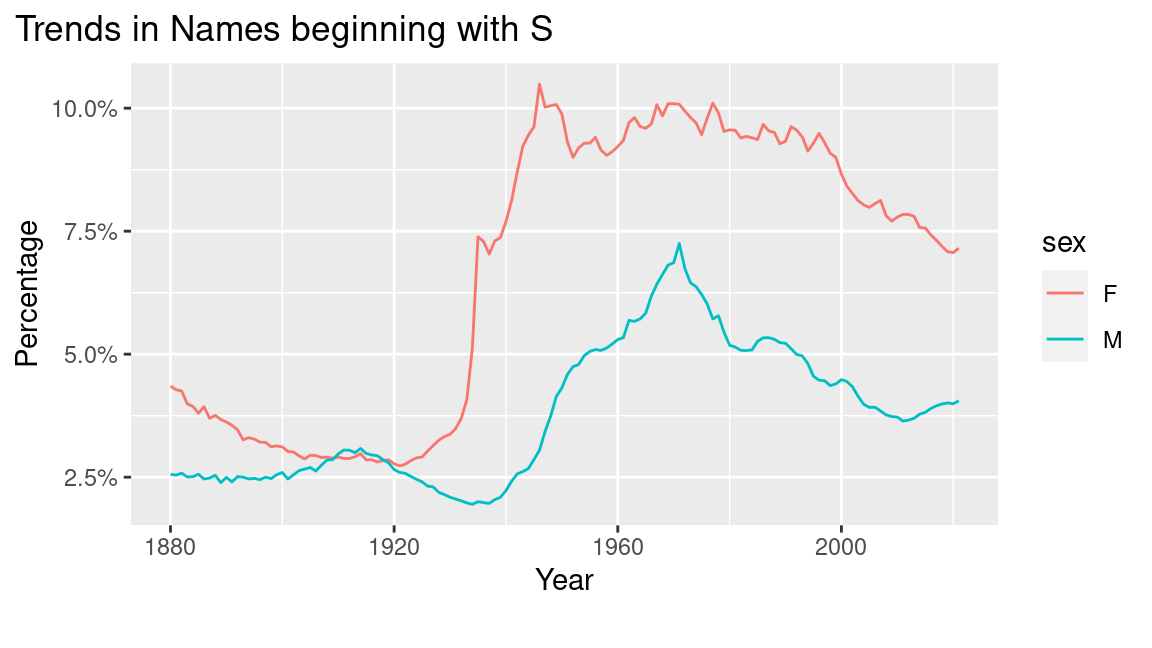 Trends in Names beginning with S
10.0%
7.5%
5.0%
2.5%
Percentage
1880 1920 1960 2000
Year
sex
F
M